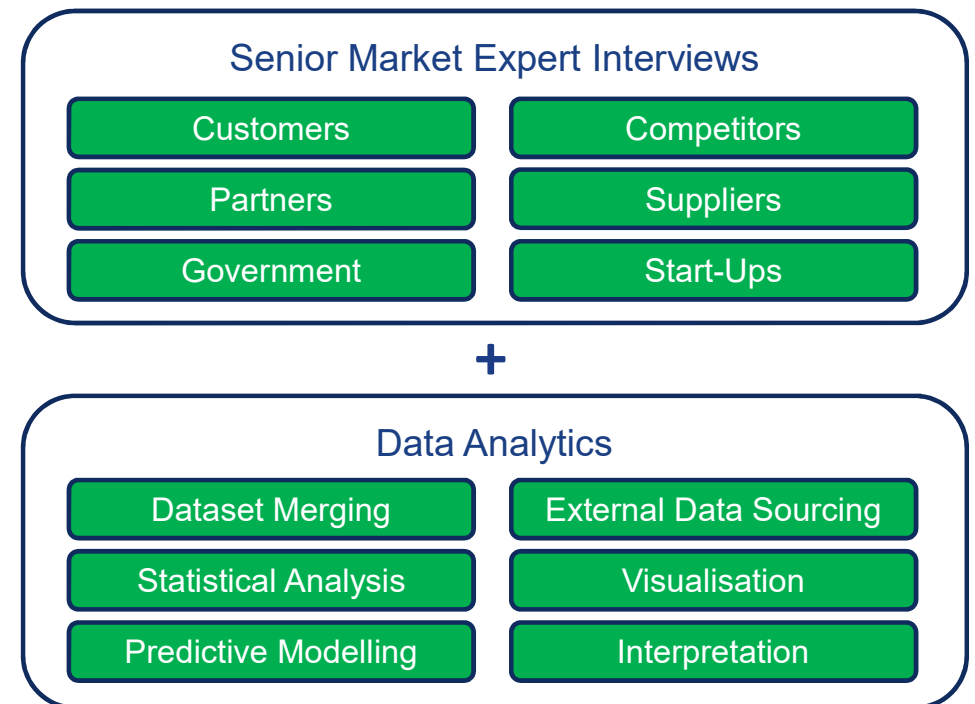 Senior Market Expert Interviews
Customers
Competitors
Partners
Suppliers
Government
Start-Ups
+
Data Analytics
Dataset Merging
External Data Sourcing
Statistical Analysis
Visualisation
Predictive Modelling
Interpretation